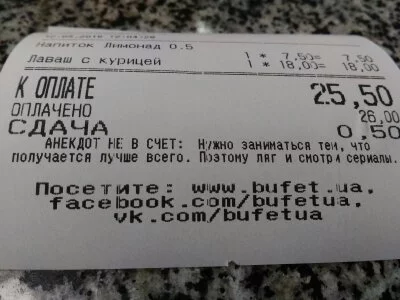 Напиток Лимонад 0.5
1 * 7,50= 7,50
Лаваш с курицей
1 * 18,00= 18,00
К ОПЛАТЕ 25,50
ОПЛАЧЕНО 26,00
СДАЧА 0,50
АНЕКДОТ НЕ В СЧЕТ: Нужно заниматься тем, что
получается лучше всего. Поэтому ляг и смотри сериалы.
Посетите: www.bufet.ua,
facebook.com/bufetua,
vk.com/bufetua